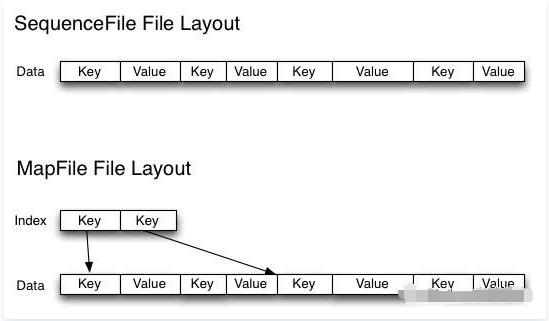 SequenceFile File Layout
Data Key Value Key Value Key Value Key Value
MapFile File Layout
Index Key Key
Data Key Value Key Value Key Value Key Value